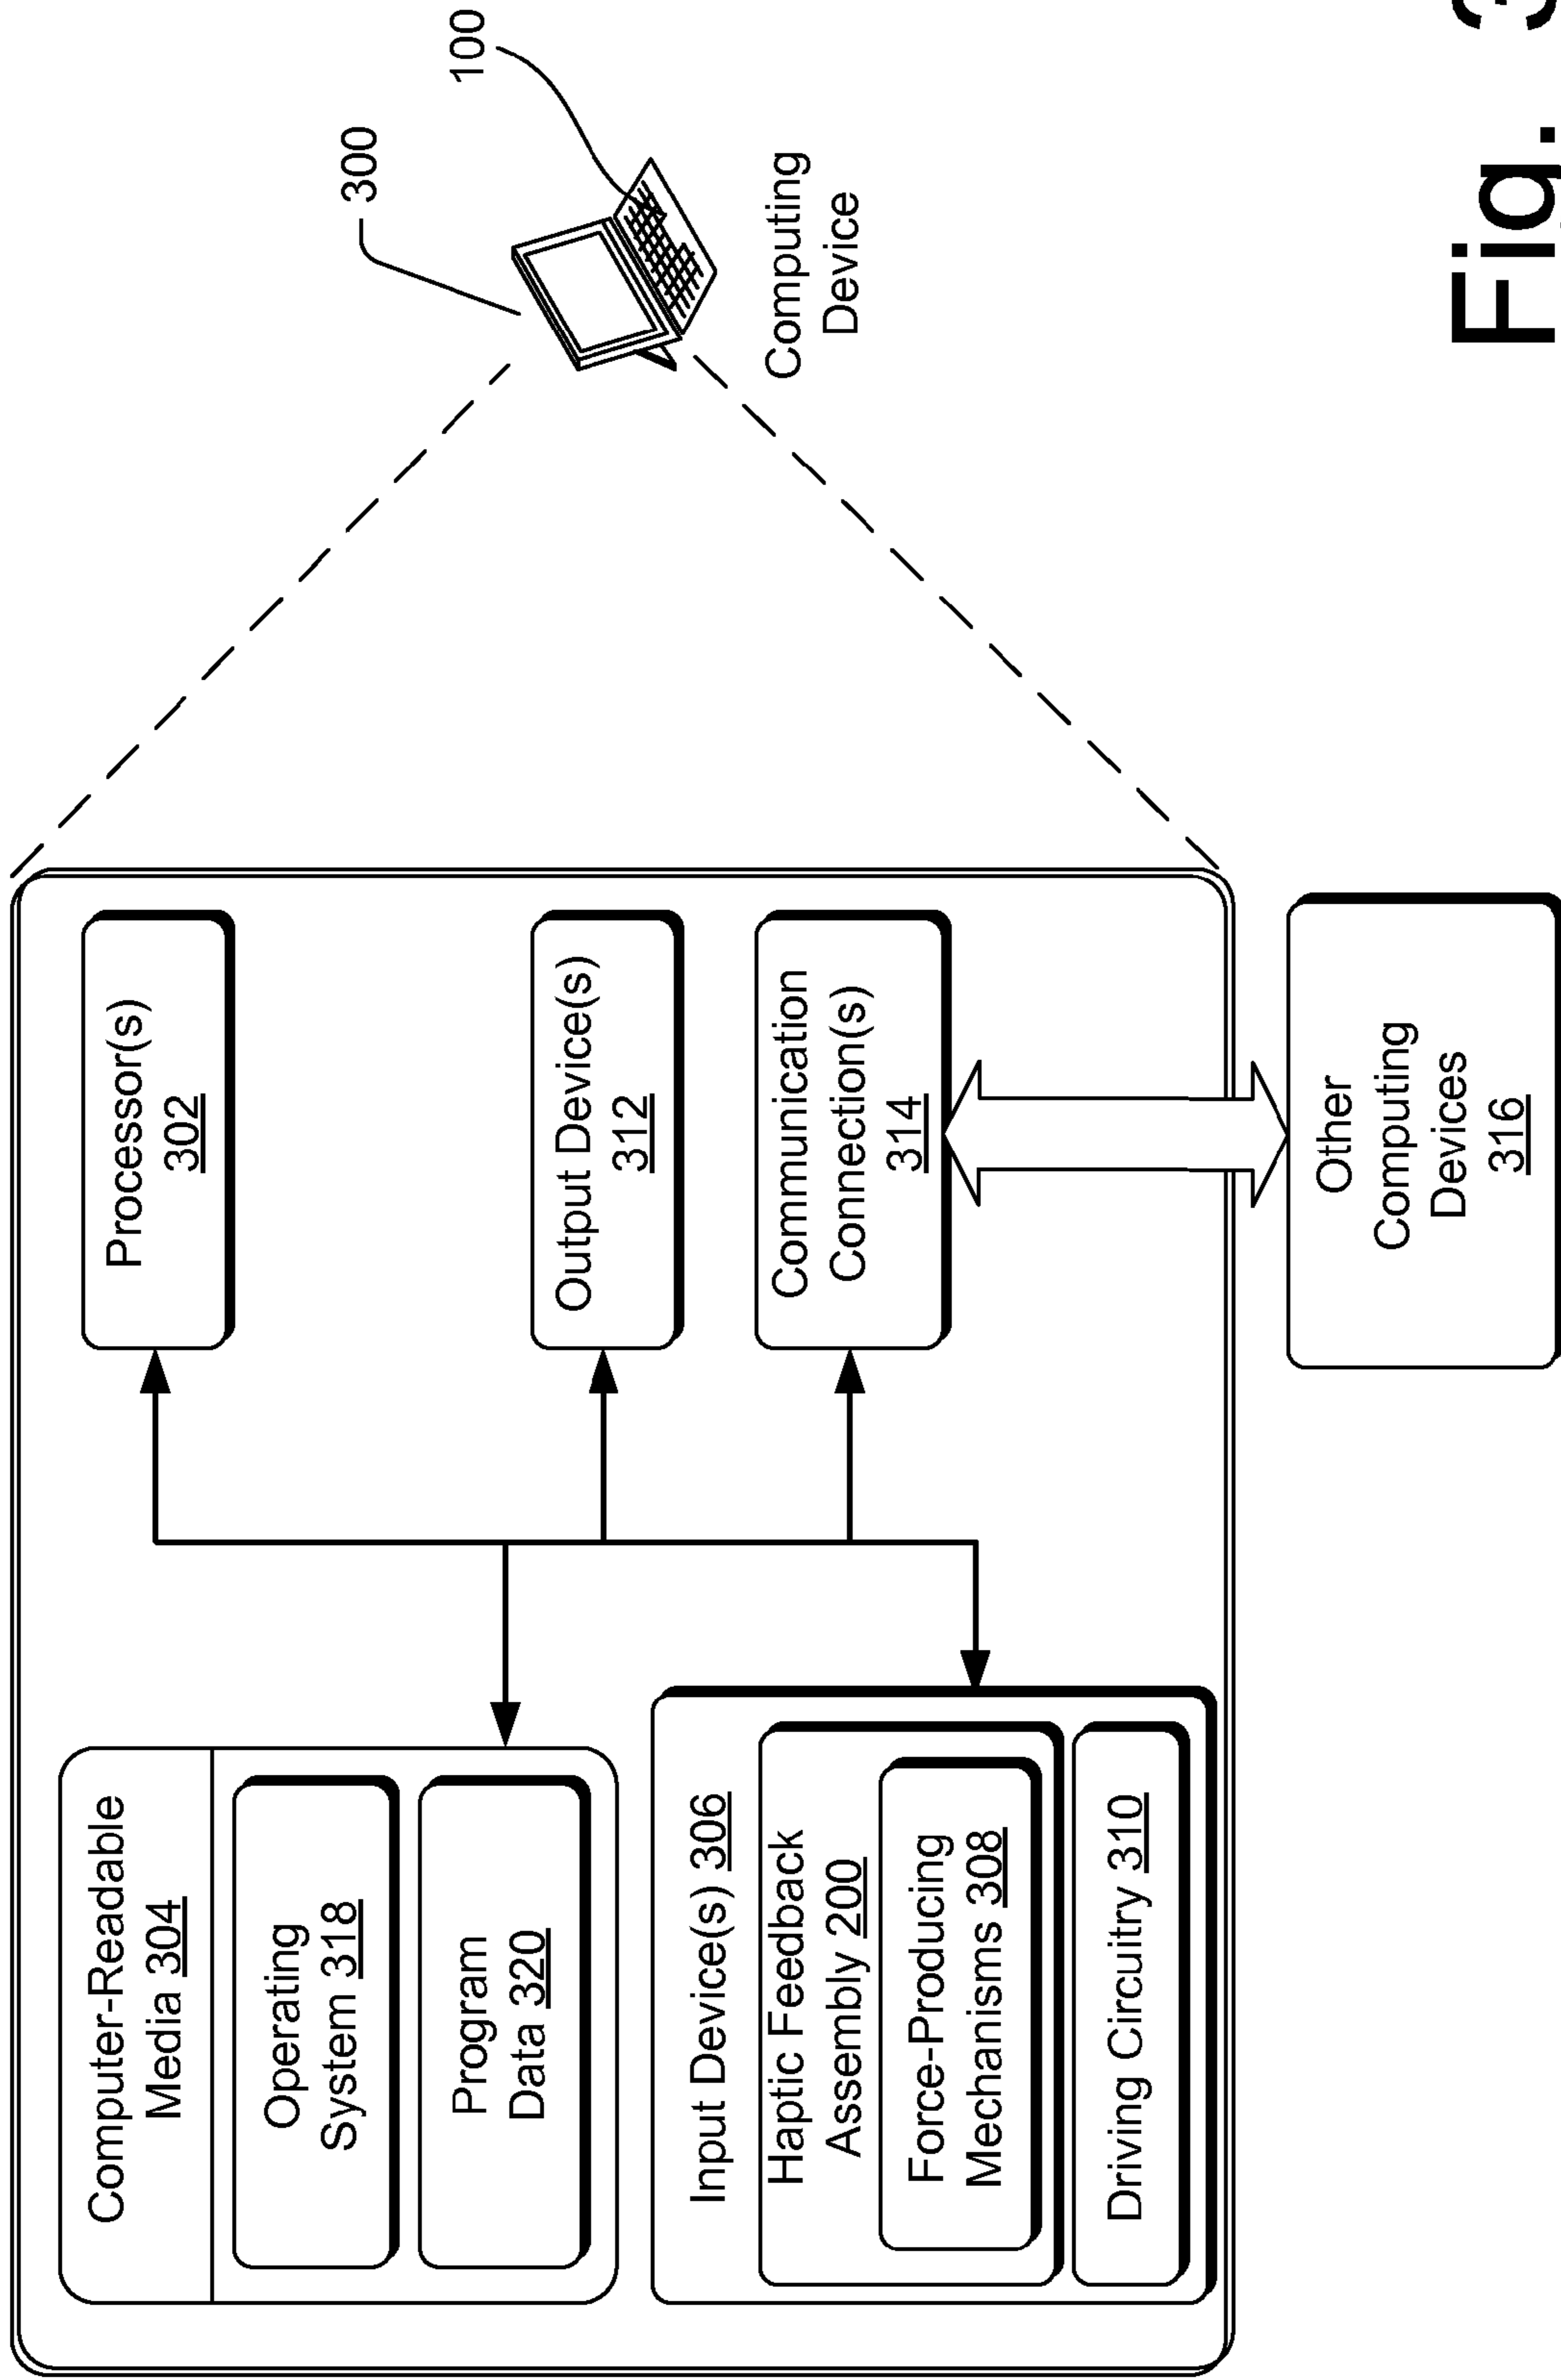 300
100
Computing
Device
Computer-Readable
Media 304
Operating
System 318
Program
Data 320
Input Device(s) 306
Haptic Feedback
Assembly 200
Force-Producing
Mechanisms 308
Driving Circuitry 310
Processor(s)
302
Output Device(s)
312
Communication
Connection(s)
314
Other
Computing
Devices
316
Fig. 3